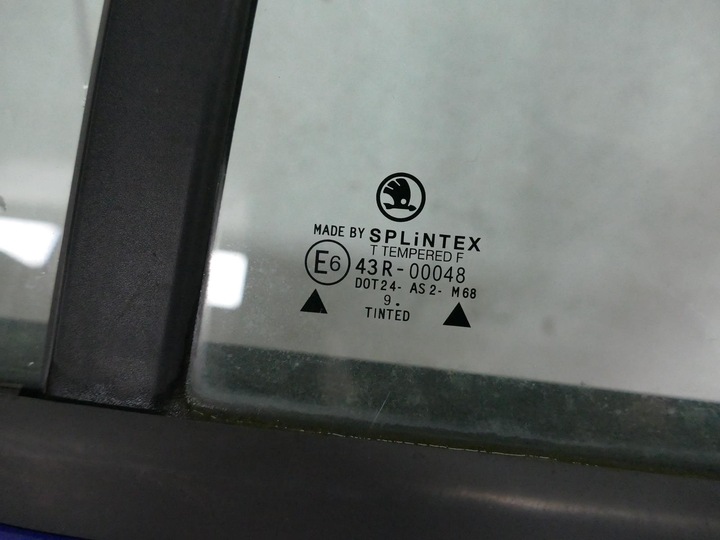 MADE BY SPLiNTEX
T TEMPERED F
E6 43R-00048
DOT24- AS2- M68
9 .
TINTED